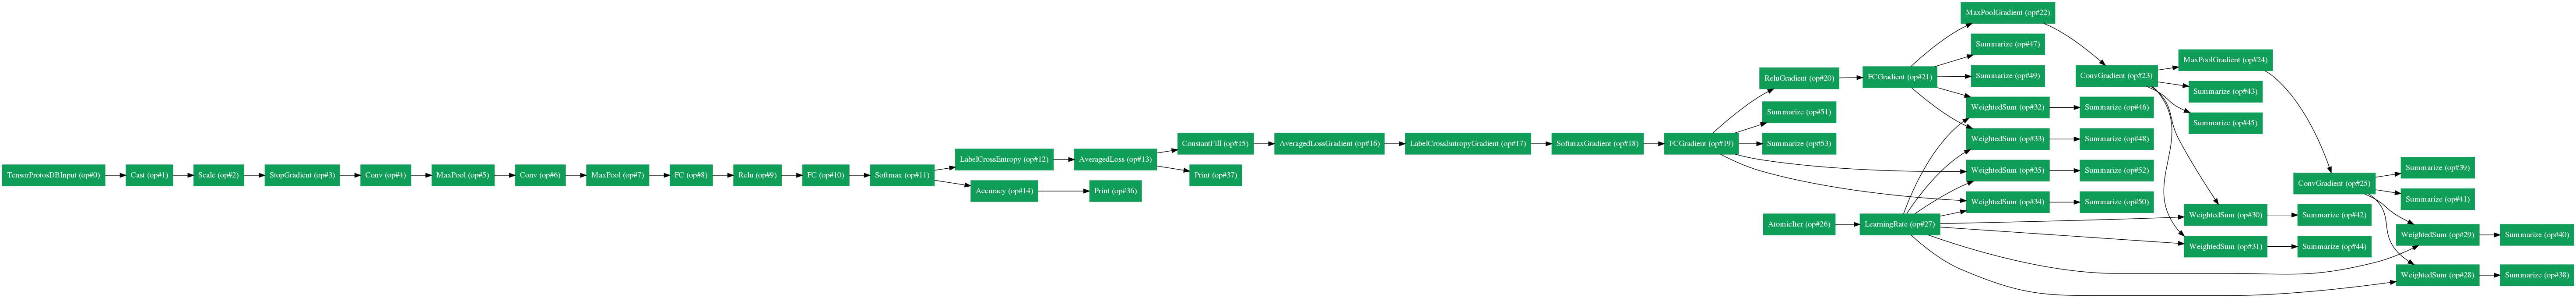 TensorProtosDBInput (op#0)
Cast (op#1)
Scale (op#2)
StopGradient (op#3)
Conv (op#4)
MaxPool (op#5)
Conv (op#6)
MaxPool (op#7)
FC (op#8)
Relu (op#9)
FC (op#10)
Softmax (op#11)
LabelCrossEntropy (op#12)
AveragedLoss (op#13)
Accuracy (op#14)
Print (op#36)
ConstantFill (op#15)
Print (op#37)
AveragedLossGradient (op#16)
LabelCrossEntropyGradient (op#17)
SoftmaxGradient (op#18)
FCGradient (op#19)
ReluGradient (op#20)
Summarize (op#51)
Summarize (op#53)
AtomicIter (op#26)
FCGradient (op#21)
LearningRate (op#27)
MaxPoolGradient (op#22)
Summarize (op#47)
Summarize (op#49)
WeightedSum (op#32)
WeightedSum (op#33)
WeightedSum (op#35)
WeightedSum (op#34)
ConvGradient (op#23)
Summarize (op#46)
Summarize (op#48)
Summarize (op#52)
Summarize (op#50)
MaxPoolGradient (op#24)
Summarize (op#43)
Summarize (op#45)
WeightedSum (op#30)
WeightedSum (op#31)
ConvGradient (op#25)
Summarize (op#42)
Summarize (op#44)
Summarize (op#39)
Summarize (op#41)
WeightedSum (op#29)
WeightedSum (op#28)
Summarize (op#40)
Summarize (op#38)